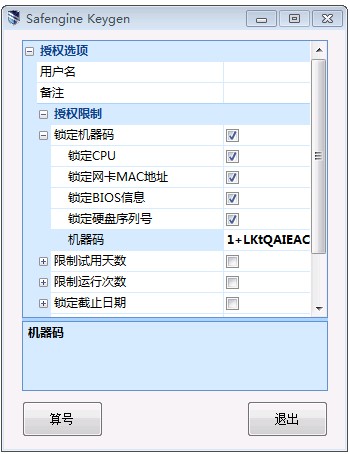 Safengine Keygen
授权选项
用户名
备注
授权限制
锁定机器码
锁定CPU
锁定网卡MAC地址
锁定BIOS信息
锁定硬盘序列号
机器码 1+LKtQAIEAC
限制试用天数
限制运行次数
锁定截止日期
机器码
算号 退出